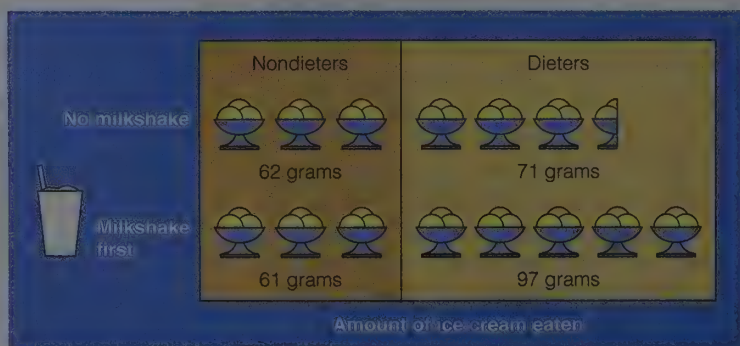 Nondieters Dieters
No milkshake
62 grams 71 grams
Milkshake
first
61 grams 97 grams
Amount of ice cream eaten